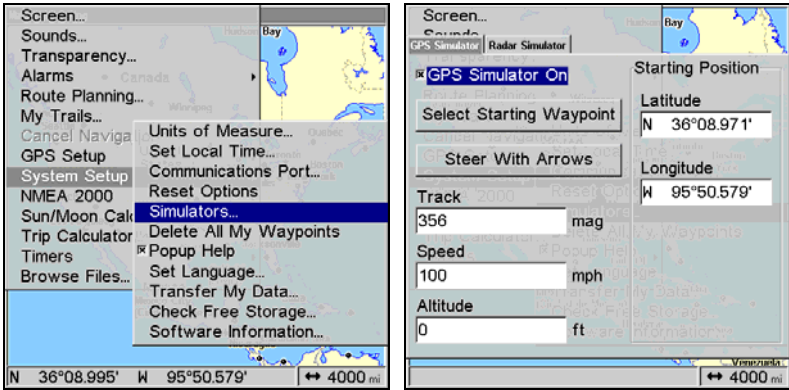 Screen...
Sounds...
Transparency...
Alarms
Route Planning...
My Trails...
Cancel Naviga
GPS Setup
System Setup
NMEA 2000
Sun/Moon Calc
Trip Calculator
Timers
Browse Files...
Units of Measure...
Set Local Time...
Communications Port...
Reset Options
Simulators...
Delete All My Waypoints
Popup Help
Set Language...
Transfer My Data...
Check Free Storage...
Software Information...
Hudson Bay
Canada
Winnipeg
N 36°08.995' W 95°50.579' ↔ 4000 mi
Screen...
Sounds
Bay
GPS Simulator Radar Simulator
GPS Simulator On
Select Starting Waypoint
Steer With Arrows
Track
356 mag
Speed
100 mph
Altitude
0 ft
Starting Position
Latitude
N 36°08.971'
Longitude
W 95°50.579'
Venezuela
↔ 4000 mi